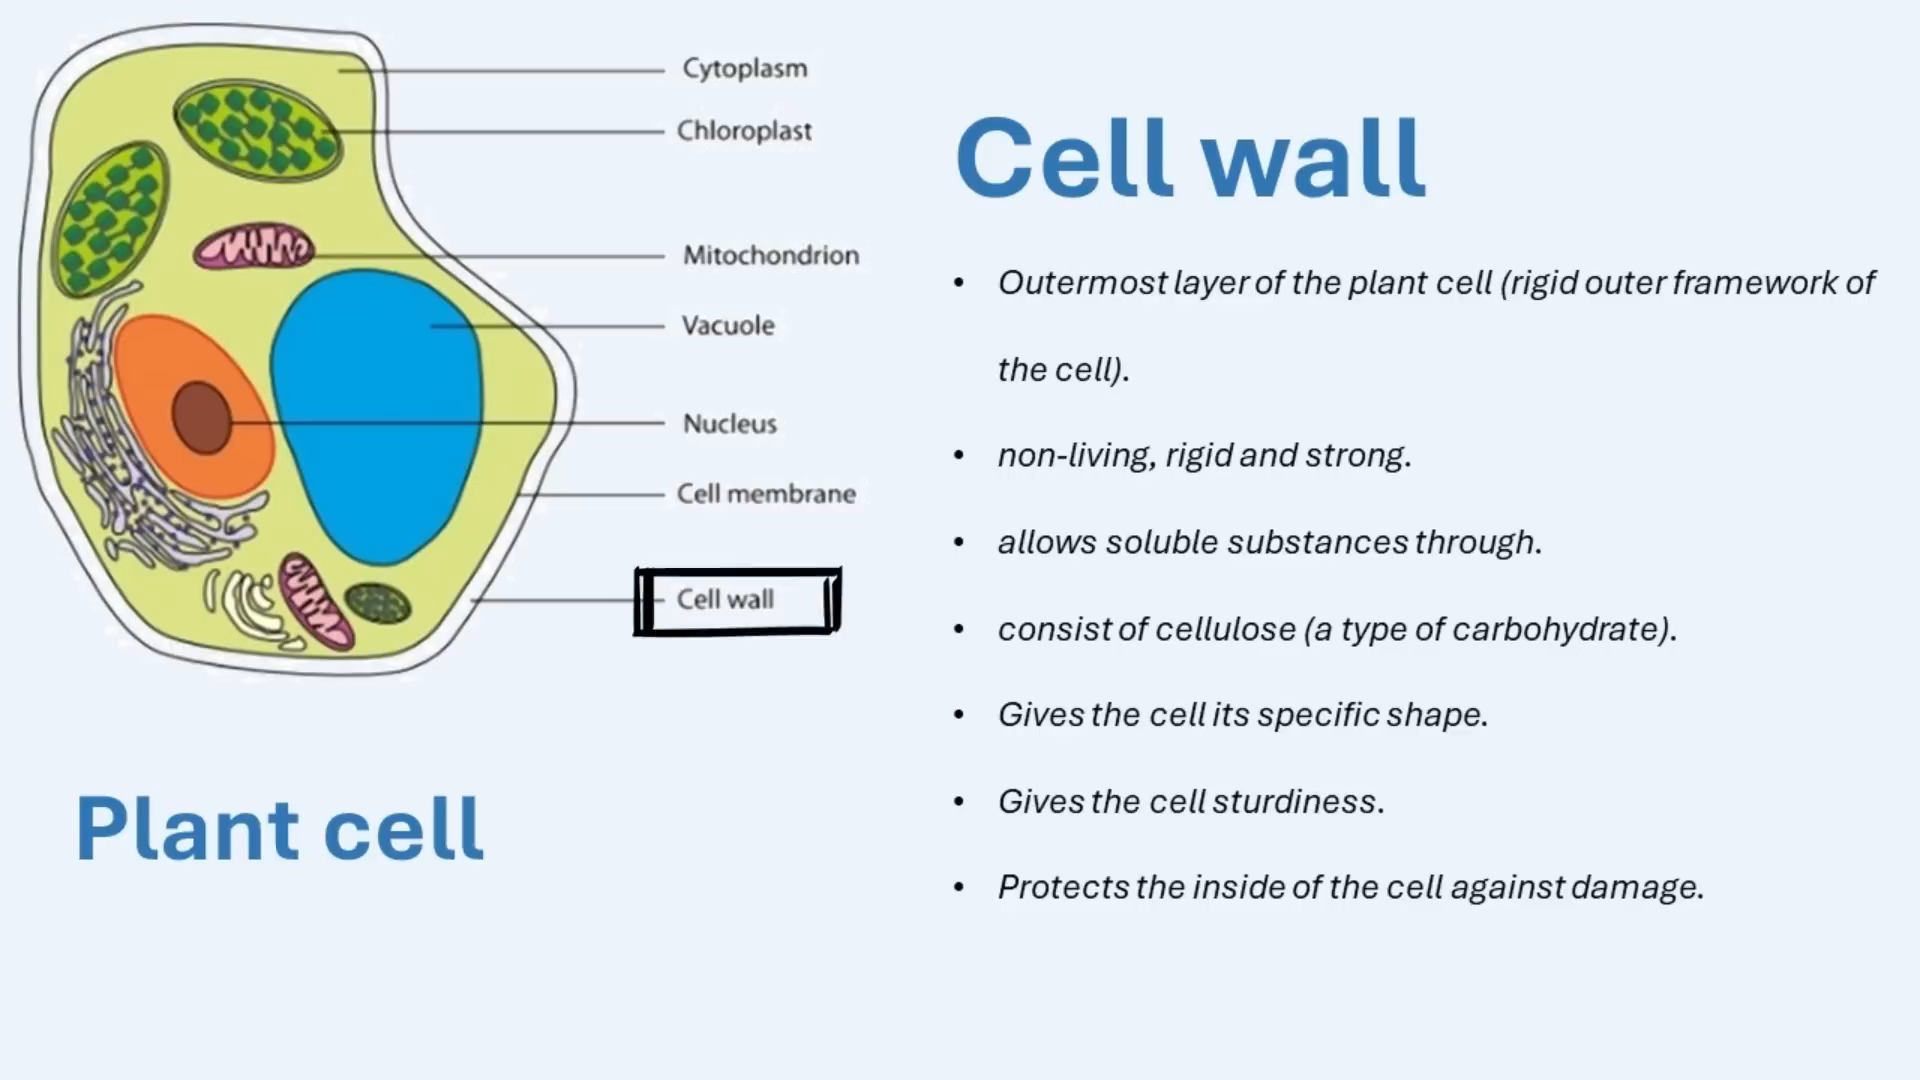 Cytoplasm
Chloroplast
Mitochondrion
Vacuole
Nucleus
Cell membrane
Cell wall
Plant cell
Cell wall
• Outermost layer of the plant cell (rigid outer framework of
the cell).
• non-living, rigid and strong.
• allows soluble substances through.
• consist of cellulose (a type of carbohydrate).
• Gives the cell its specific shape.
• Gives the cell sturdiness.
• Protects the inside of the cell against damage.